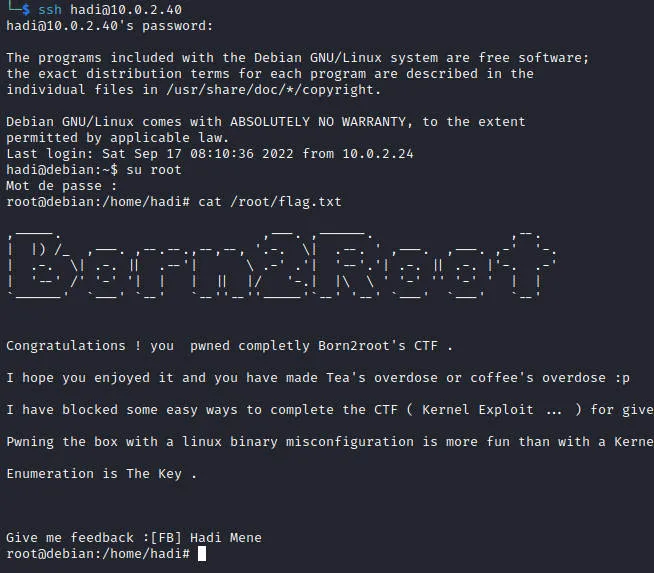 └─$ ssh hadi@10.0.2.40
hadi@10.0.2.40's password:
The programs included with the Debian GNU/Linux system are free software;
the exact distribution terms for each program are described in the
individual files in /usr/share/doc/*/copyright.
Debian GNU/Linux comes with ABSOLUTELY NO WARRANTY, to the extent
permitted by applicable law.
Last login: Sat Sep 17 08:10:36 2022 from 10.0.2.24
hadi@debian:~$ su root
Mot de passe :
root@debian:/home/hadi# cat /root/flag.txt
Born2Root
Congratulations ! you  pwned completly Born2root's CTF .
I hope you enjoyed it and you have made Tea's overdose or coffee's overdose :p
I have blocked some easy ways to complete the CTF ( Kernel Exploit ... ) for give
Pwning the box with a linux binary misconfiguration is more fun than with a Kerne
Enumeration is The Key .
Give me feedback :[FB] Hadi Mene
root@debian:/home/hadi#